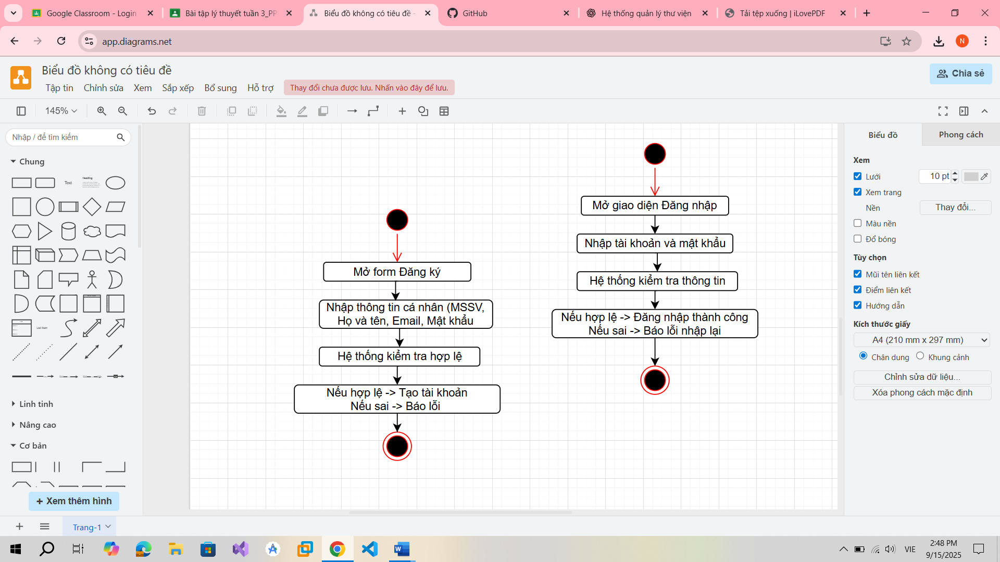 Google Classroom - Login
Bài tập lý thuyết tuần 3_PP
Biểu đồ không có tiêu đề -
GitHub
Hệ thống quản lý thư viện
Tải tệp xuống | iLovePDF
app.diagrams.net
N
Biểu đồ không có tiêu đề
Tập tin
Chỉnh sửa
Xem
Sắp xếp
Bổ sung
Hỗ trợ
Thay đổi chưa được lưu. Nhấn vào đây để lưu.
Chia sẻ
145%
Nhập / để tìm kiếm
Chung
Text
Heading
List Item
Linh tinh
Nâng cao
Cơ bản
+ Xem thêm hình
Mở form Đăng ký
Nhập thông tin cá nhân (MSSV,
Họ và tên, Email, Mật khẩu
Hệ thống kiểm tra hợp lệ
Nếu hợp lệ -> Tạo tài khoản
Nếu sai -> Báo lỗi
Mở giao diện Đăng nhập
Nhập tài khoản và mật khẩu
Hệ thống kiểm tra thông tin
Nếu hợp lệ -> Đăng nhập thành công
Nếu sai -> Báo lỗi nhập lại
Biểu đồ
Phong cách
Xem
Lưới
10 pt
Xem trang
Nền
Thay đổi...
Màu nền
Đổ bóng
Tùy chọn
Mũi tên liên kết
Điểm liên kết
Hướng dẫn
Kích thước giấy
A4 (210 mm x 297 mm)
Chân dung
Khung cảnh
Chỉnh sửa dữ liệu...
Xóa phong cách mặc định
Trang-1
VIE
2:48 PM
9/15/2025